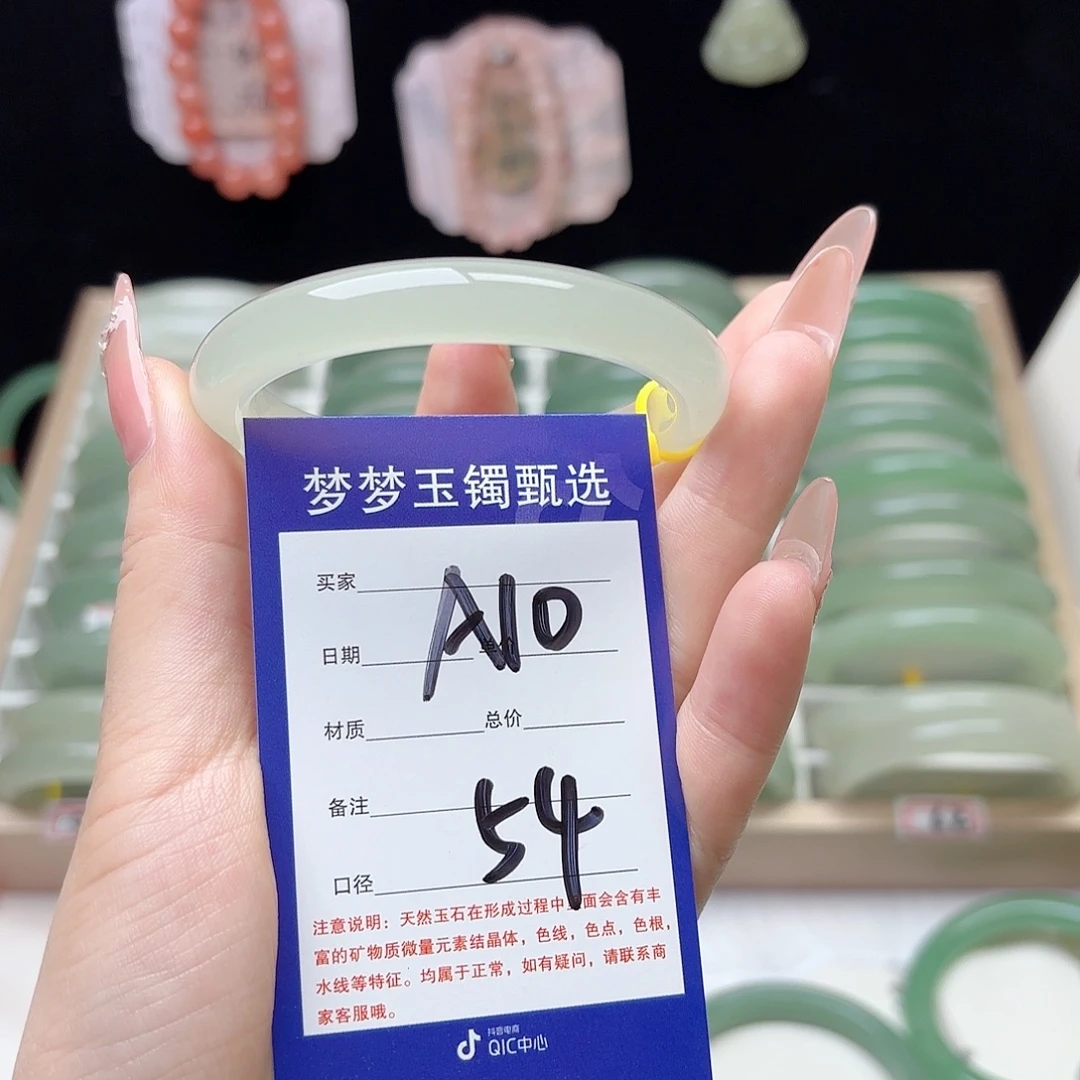 梦梦玉镯甄选
买家
A10
日期
材质 总价
备注
54
口径
注意说明：天然玉石在形成过程中 面会含有丰
富的矿物质微量元素结晶体，色线，色点，色根，
水线等特征。均属于正常，如有疑问，请联系商
家客服哦。
抖音电商
QIC中心